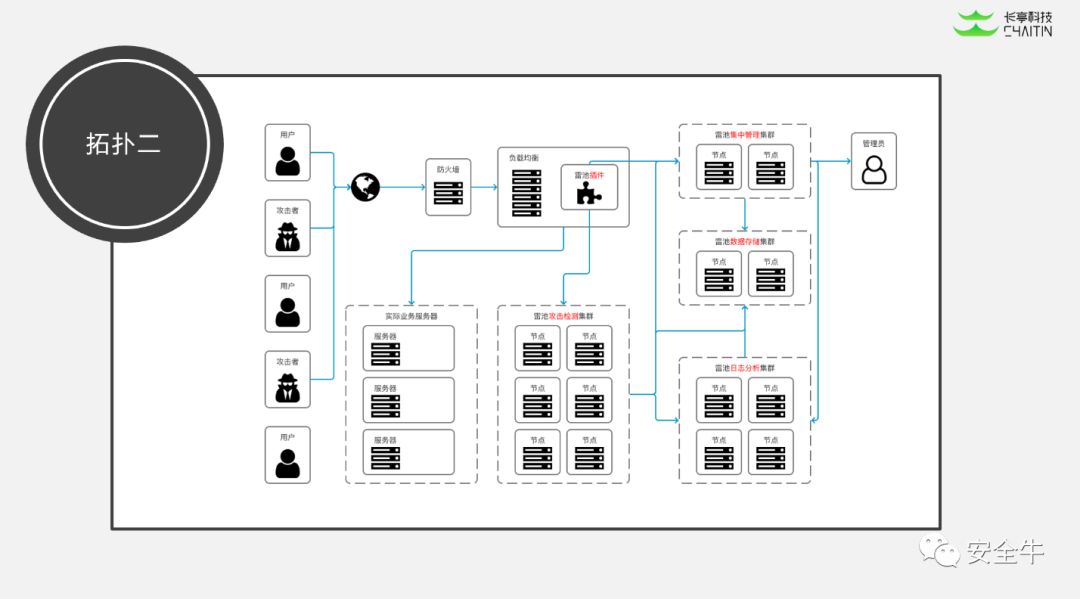 长亭科技
CHAITIN
拓扑二
用户
攻击者
用户
攻击者
用户
防火墙
负载均衡
雷池插件
实际业务服务器
服务器
服务器
服务器
雷池攻击检测集群
节点
节点
节点
节点
节点
节点
雷池集中管理集群
节点
节点
雷池数据存储集群
节点
节点
雷池日志分析集群
节点
节点
节点
节点
管理员
安全牛